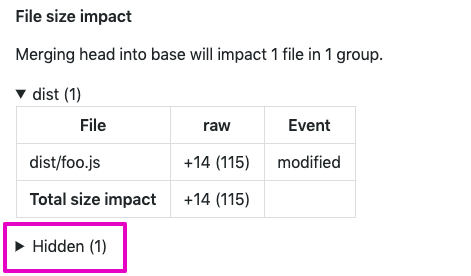 File size impact
Merging head into base will impact 1 file in 1 group.
▼ dist (1)
File raw Event
dist/foo.js +14 (115) modified
Total size impact +14 (115)
▶ Hidden (1)